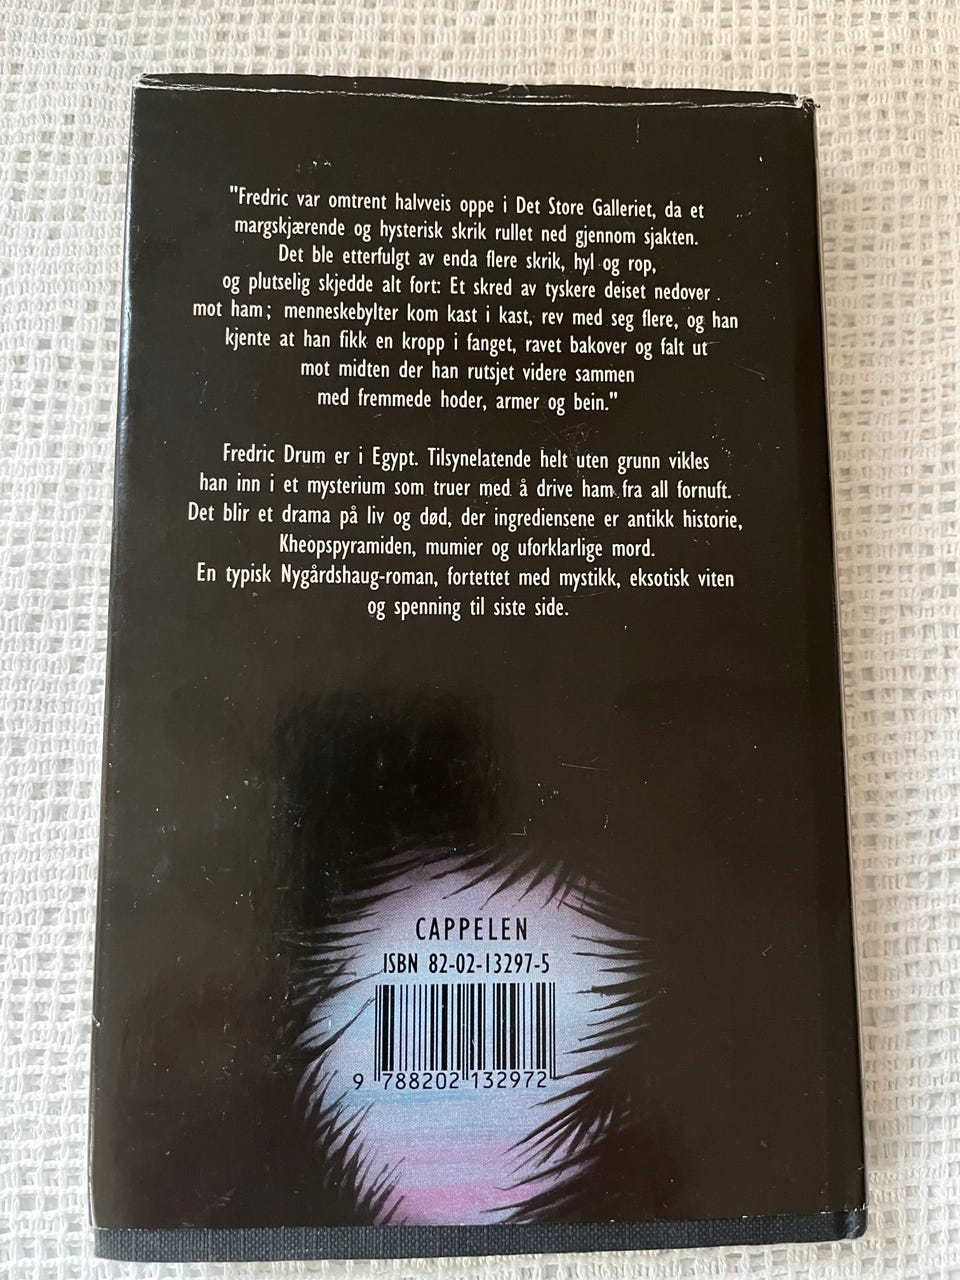 "Fredric var omtrent halvveis oppe i Det Store Galleriet, da et
margskjærende og hysterisk skrik rullet ned gjennom sjakten.
Det ble etterfulgt av enda flere skrik, hyl og rop,
og plutselig skjedde alt fort: Et skred av tyskere deiset nedover
mot ham; menneskebylter kom kast i kast, rev med seg flere, og han
kjente at han fikk en kropp i fanget, ravet bakover og falt ut
mot midten der han rutsjet videre sammen
med fremmede hoder, armer og bein."
Fredric Drum er i Egypt. Tilsynelatende helt uten grunn vikles
han inn i et mysterium som truer med å drive ham fra all fornuft.
Det blir et drama på liv og død, der ingrediensene er antikk historie,
Kheopspyramiden, mumier og uforklarlige mord.
En typisk Nygårdshaug-roman, fortettet med mystikk, eksotisk viten
og spenning til siste side.
CAPPELEN
ISBN 82-02-13297-5
9 788202 132972